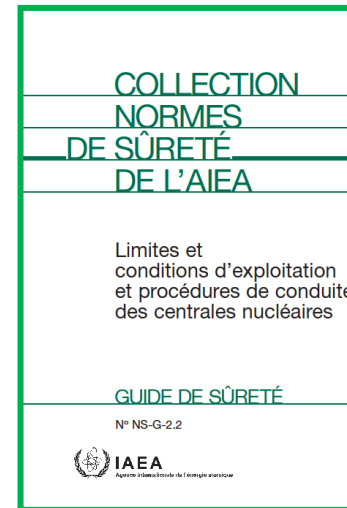 COLLECTION
NORMES
DE SÛRETÉ
DE L'AIEA
Limites et
conditions d'exploitation
et procédures de conduite
des centrales nucléaires
GUIDE DE SÛRETÉ
Nº NS-G-2.2
IAEA
Agence internationale de l'énergie atomique